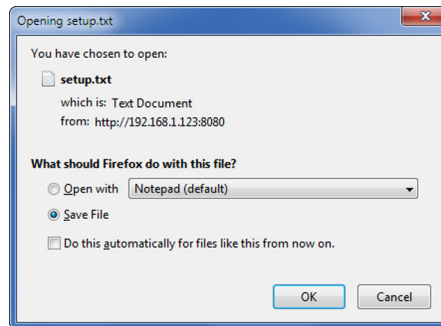 Opening setup.txt
You have chosen to open:
setup.txt
which is: Text Document
from: http://192.168.1.123:8080
What should Firefox do with this file?
Open with Notepad (default)
Save File
Do this automatically for files like this from now on.
OK Cancel